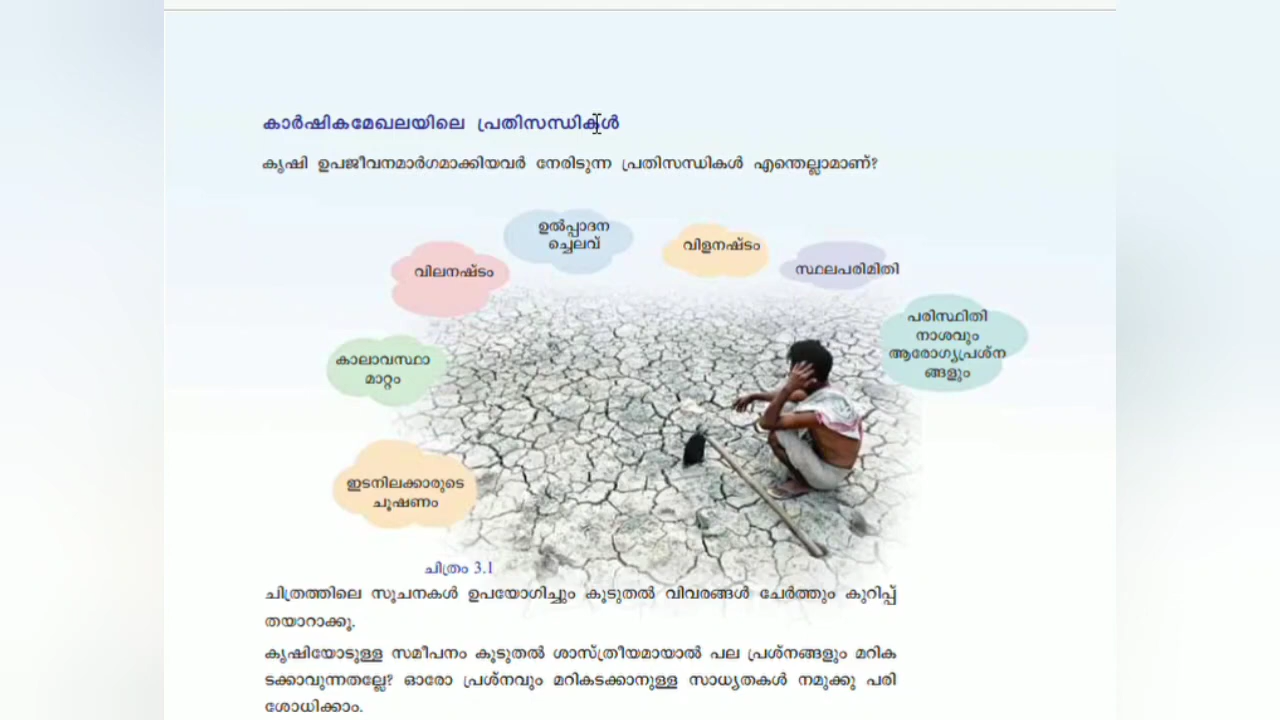 കാർഷികമേഖലയിലെ പ്രതിസന്ധികൾ
കൃഷി ഉപജീവനമാർഗമാക്കിയവർ നേരിടുന്ന പ്രതിസന്ധികൾ എന്തെല്ലാമാണ്?
ഉൽപ്പാദന
ച്ചെലവ്
വിളനഷ്ടം
വിലനഷ്ടം
സ്ഥലപരിമിതി
പരിസ്ഥിതി
നാശവും
ആരോഗ്യപ്രശ്ന
ങ്ങളും
കാലാവസ്ഥാ
മാറ്റം
ഇടനിലക്കാരുടെ
ചൂഷണം
ചിത്രം 3.1
ചിത്രത്തിലെ സൂചനകൾ ഉപയോഗിച്ചും കൂടുതൽ വിവരങ്ങൾ ചേർത്തും കുറിപ്പ്
തയാറാക്കൂ.
കൃഷിയോടുള്ള സമീപനം കൂടുതൽ ശാസ്ത്രീയമായാൽ പല പ്രശ്നങ്ങളും മറിക
ടക്കാവുന്നതല്ലേ? ഓരോ പ്രശ്നവും മറികടക്കാനുള്ള സാധ്യതകൾ നമുക്കു പരി
ശോധിക്കാം.